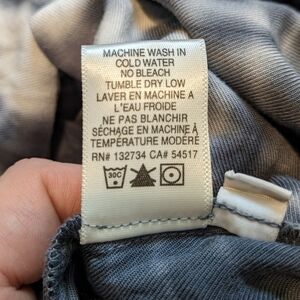 MACHINE WASH IN
COLD WATER
NO BLEACH
TUMBLE DRY LOW
LAVER EN MACHINE A
L'EAU FROIDE
NE PAS BLANCHIR
SÉCHAGE EN MACHINE À
TEMPÉRATURE MODÉRÉ
RN# 132734 CA# 54517
30C